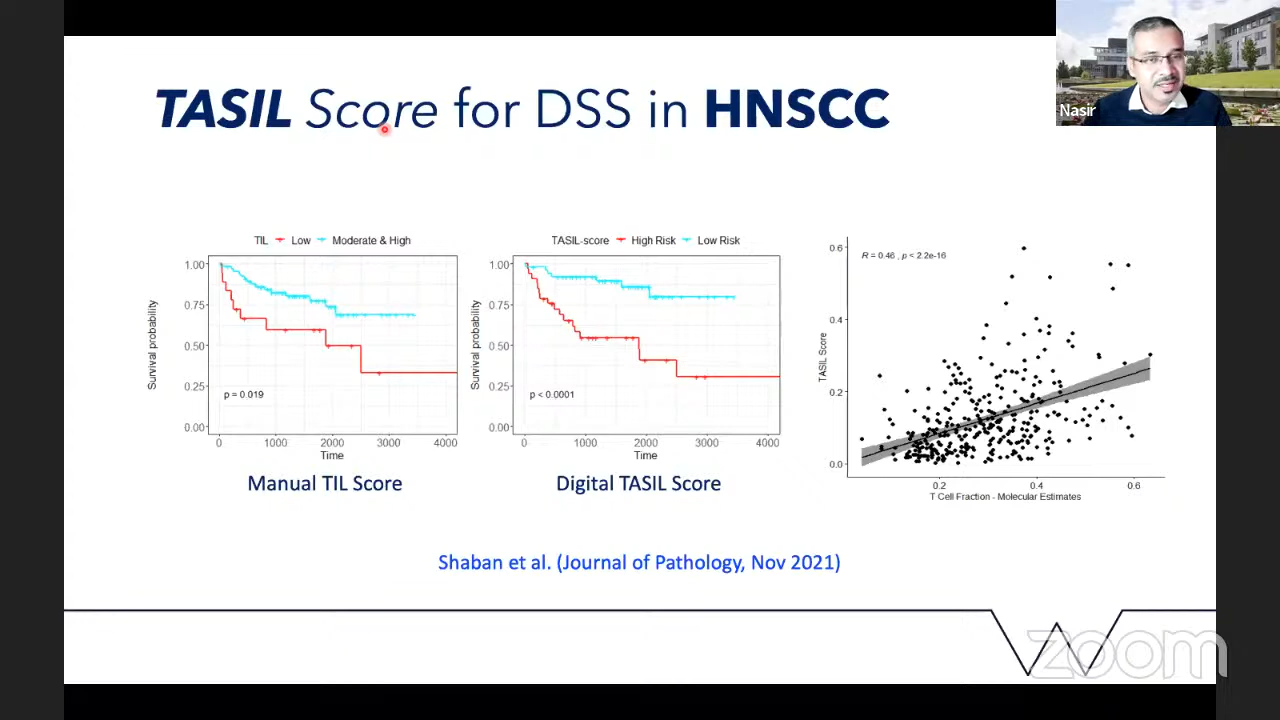 TASIL Score for DSS in HNSCC
Nasir
TIL Low Moderate & High
Survival probability
1.00
0.75
0.50
0.25
0.00
p = 0.019
0 1000 2000 3000 4000
Time
Manual TIL Score
TASIL-score High Risk Low Risk
Survival probability
1.00
0.75
0.50
0.25
0.00
p < 0.0001
0 1000 2000 3000 4000
Time
Digital TASIL Score
R = 0.46 , p < 2.2e-16
TASIL Score
0.6
0.4
0.2
0.0
0.2 0.4 0.6
T Cell Fraction - Molecular Estimates
Shaban et al. (Journal of Pathology, Nov 2021)
zoom